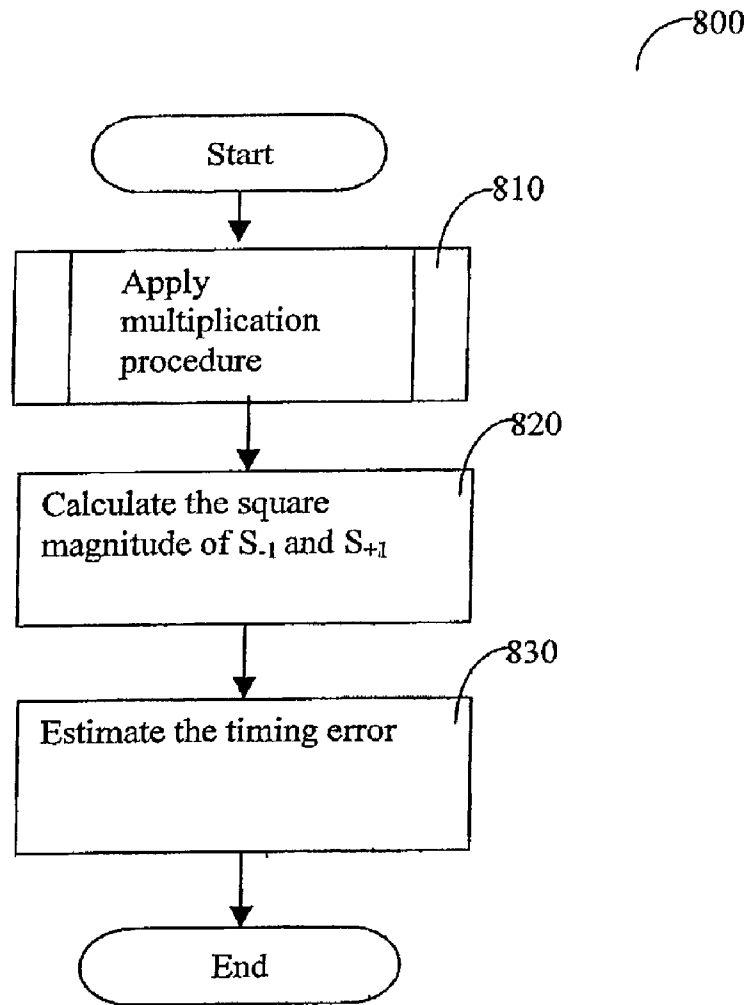 800
Start
810
Apply
multiplication
procedure
820
Calculate the square
magnitude of S-1 and S+1
830
Estimate the timing error
End